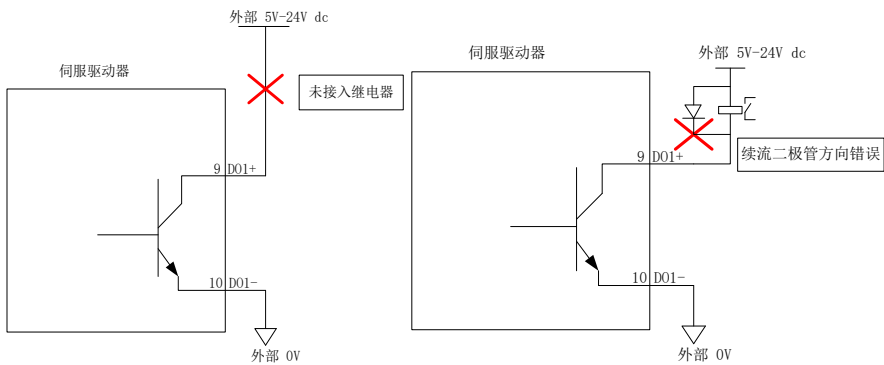 外部 5V-24V dc
伺服驱动器
未接入继电器
9 DO1+
10 DO1-
外部 0V
伺服驱动器
外部 5V-24V dc
续流二极管方向错误
9 DO1+
10 DO1-
外部 0V